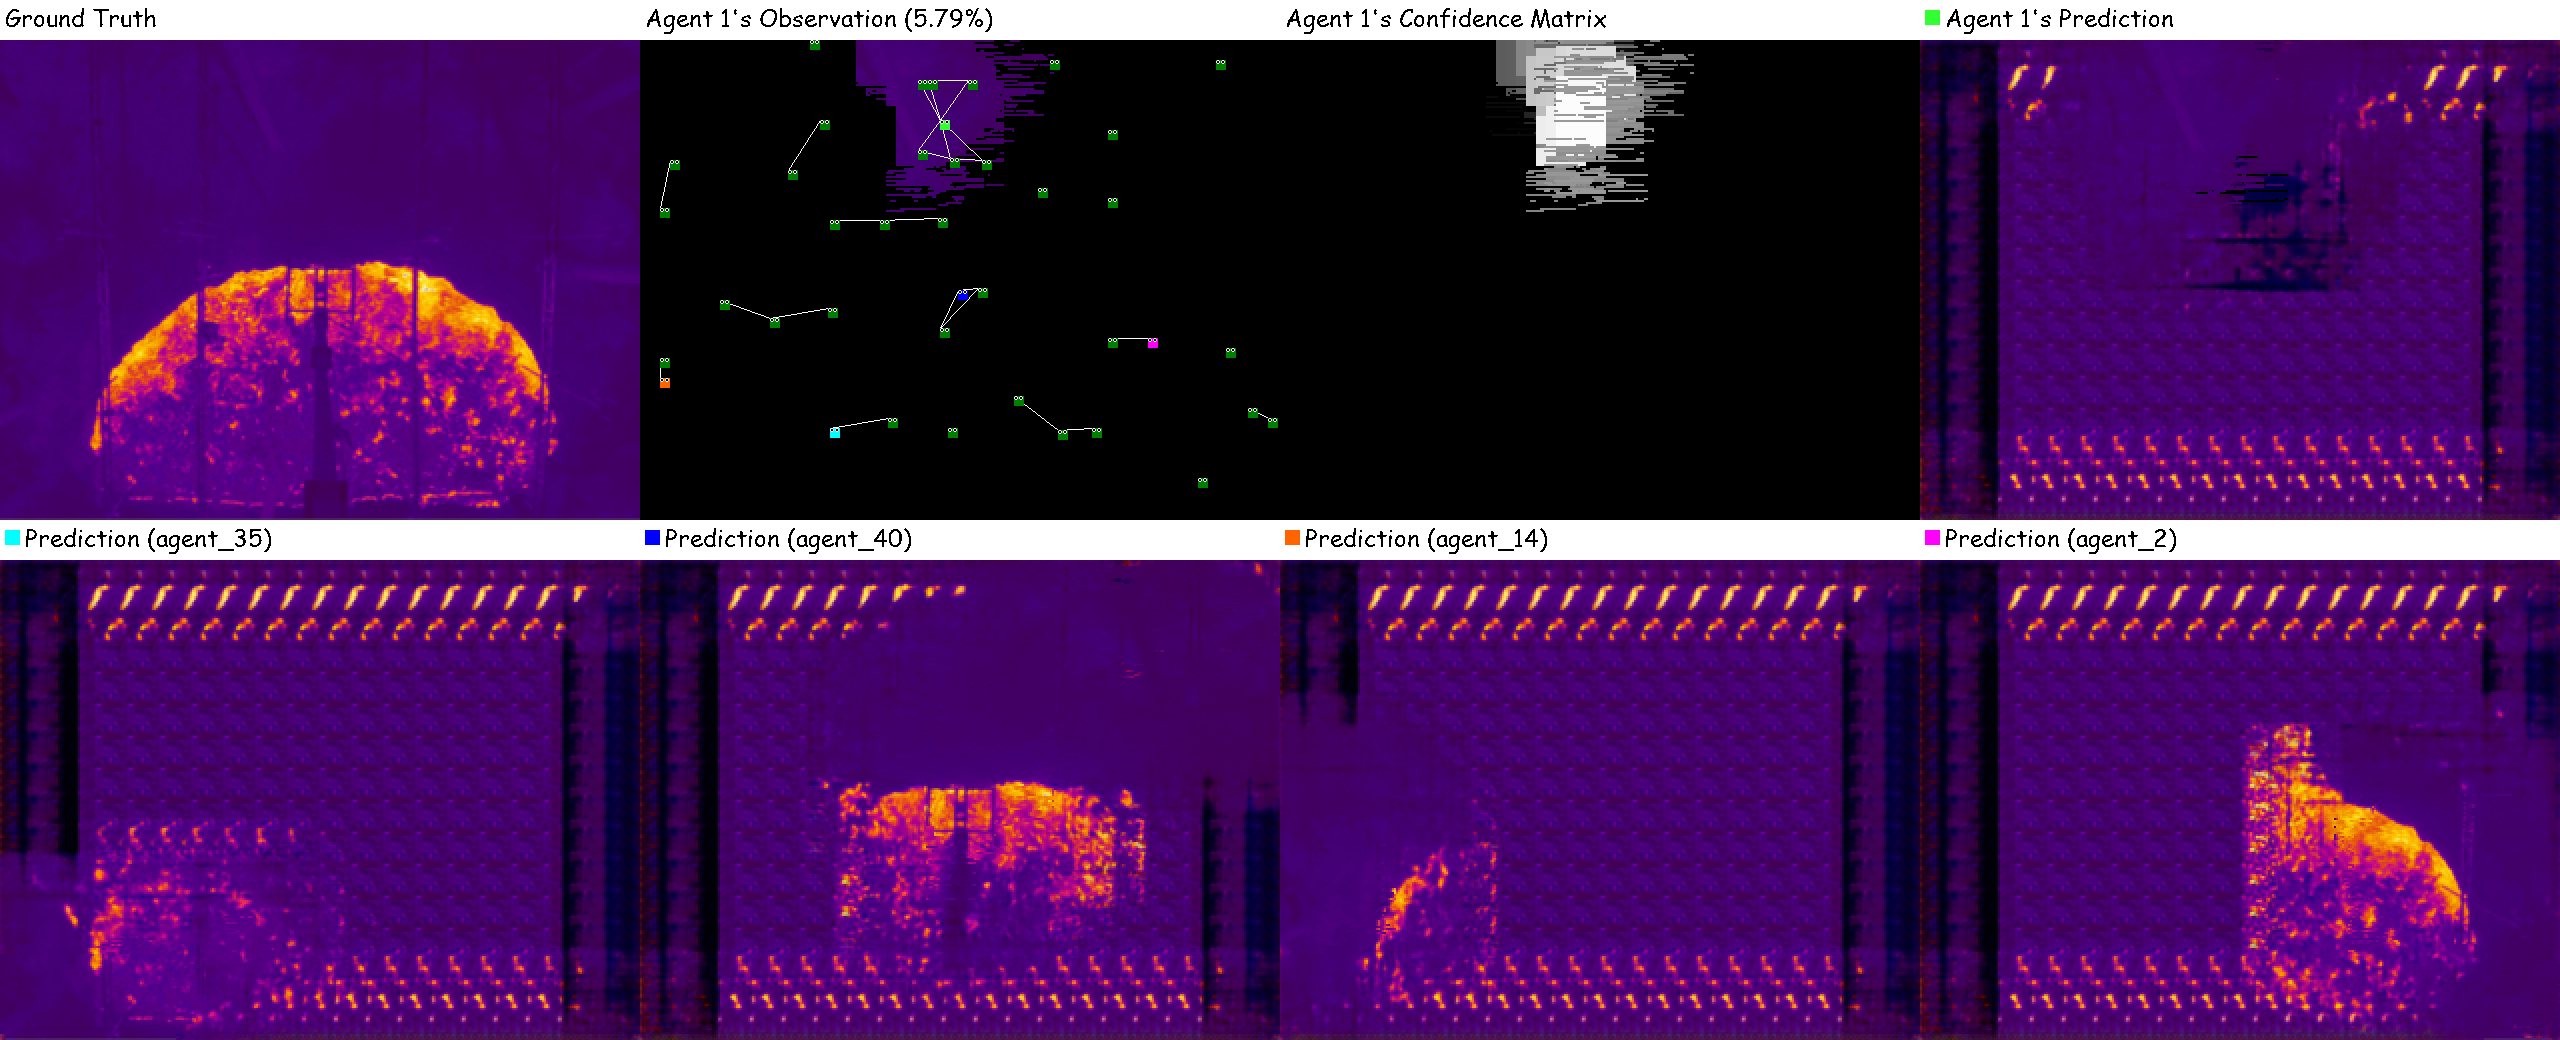 Ground Truth
Agent 1's Observation (5.79%)
Agent 1's Confidence Matrix
Agent 1's Prediction
Prediction (agent_35)
Prediction (agent_40)
Prediction (agent_14)
Prediction (agent_2)